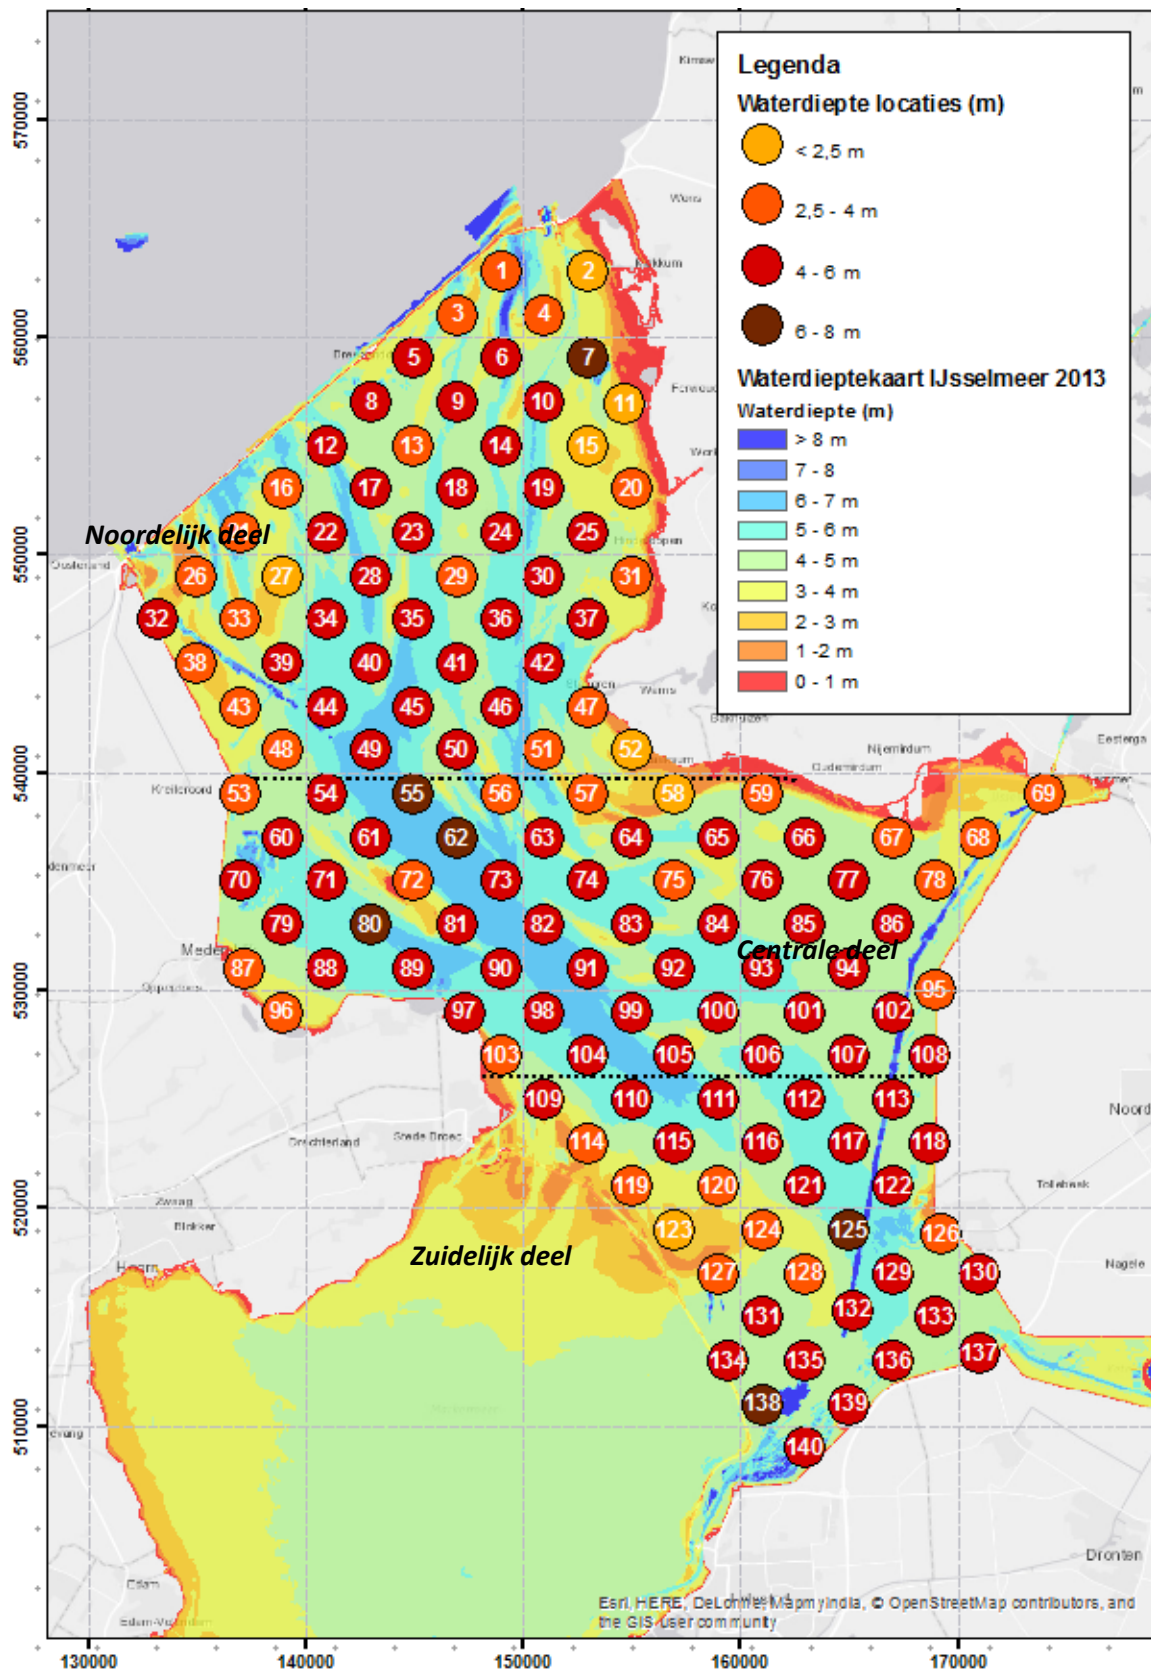 Legenda
Waterdiepte locaties (m)
< 2,5 m
2,5 - 4 m
4 - 6 m
6 - 8 m
Waterdieptekaart IJsselmeer 2013
Waterdiepte (m)
> 8 m
7 - 8
6 - 7 m
5 - 6 m
4 - 5 m
3 - 4 m
2 - 3 m
1 -2 m
0 - 1 m
570000
560000
550000
540000
530000
520000
510000
1 2
3 4
5 6 7
8 9 10 11
12 13 14 15
16 17 18 19 20
22 23 24 25
Noordelijk deel
Oosterland
26 27 28 29 30 31
32 33 34 35 36 37
38 39 40 41 42
Warns
43 44 45 46 47
48 49 50 51 52
Nijemirdum
Oudemirdum
Eesterga
Kreileroord
53 54 55 56 57 58 59 69
60 61 62 63 64 65 66 67 68
70 71 72 73 74 75 76 77 78
79 80 81 82 83 84 85 86
Centrale deel
87 88 89 90 91 92 93 94 95
96 97 98 99 100 101 102
103 104 105 106 107 108
109 110 111 112 113
Noord
Drechterland
Stede Broec
114 115 116 117 118
119 120 121 122
Tollebeek
Zwaag
Blokker
123 124 125 126
Zuidelijk deel
Hoorn
Nagele
127 128 129 130
131 132 133
134 135 136 137
138 139
140
Dronten
Edam
Edam-Volendam
Esri, HERE, DeLorme, MapmyIndia, © OpenStreetMap contributors, and
the GIS user community
130000 140000 150000 160000 170000